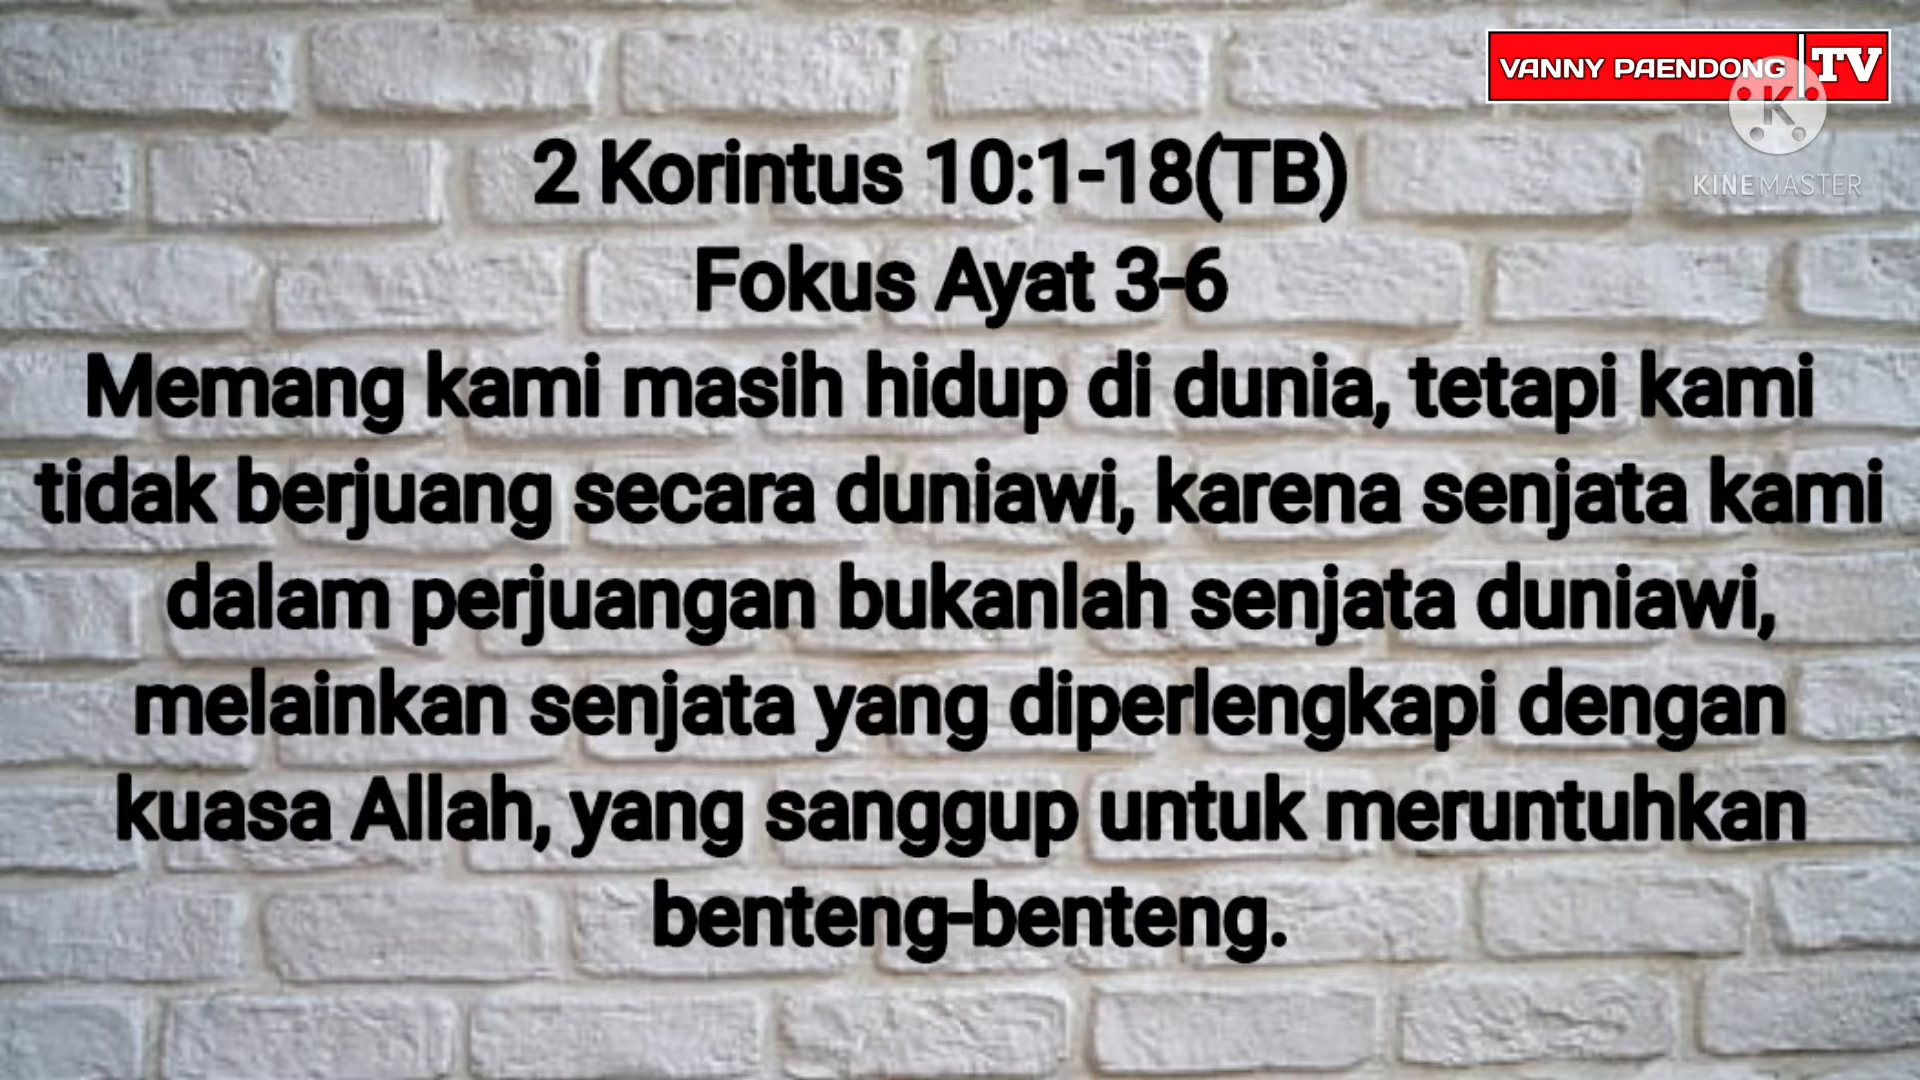 VANNY PAENDONG TV
KINEMASTER
2 Korintus 10:1-18(TB)
Fokus Ayat 3-6
Memang kami masih hidup di dunia, tetapi kami
tidak berjuang secara duniawi, karena senjata kami
dalam perjuangan bukanlah senjata duniawi,
melainkan senjata yang diperlengkapi dengan
kuasa Allah, yang sanggup untuk meruntuhkan
benteng-benteng.